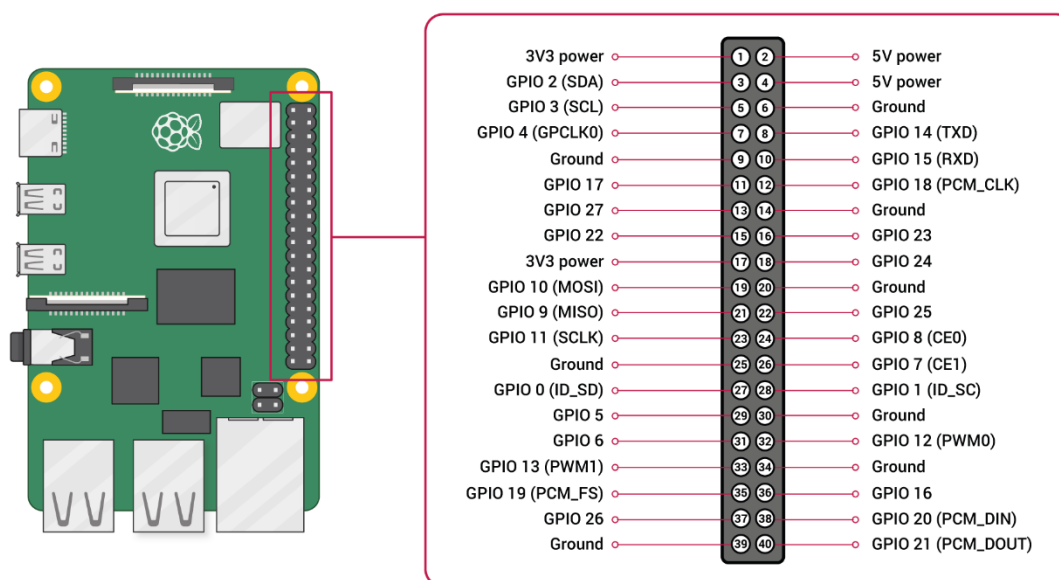 3V3 power 1 2 5V power
GPIO 2 (SDA) 3 4 5V power
GPIO 3 (SCL) 5 6 Ground
GPIO 4 (GPCLK0) 7 8 GPIO 14 (TXD)
Ground 9 10 GPIO 15 (RXD)
GPIO 17 11 12 GPIO 18 (PCM_CLK)
GPIO 27 13 14 Ground
GPIO 22 15 16 GPIO 23
3V3 power 17 18 GPIO 24
GPIO 10 (MOSI) 19 20 Ground
GPIO 9 (MISO) 21 22 GPIO 25
GPIO 11 (SCLK) 23 24 GPIO 8 (CE0)
Ground 25 26 GPIO 7 (CE1)
GPIO 0 (ID_SD) 27 28 GPIO 1 (ID_SC)
GPIO 5 29 30 Ground
GPIO 6 31 32 GPIO 12 (PWM0)
GPIO 13 (PWM1) 33 34 Ground
GPIO 19 (PCM_FS) 35 36 GPIO 16
GPIO 26 37 38 GPIO 20 (PCM_DIN)
Ground 39 40 GPIO 21 (PCM_DOUT)